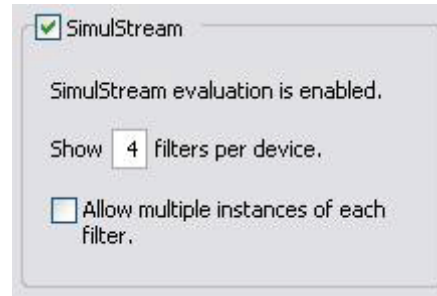 SimulStream
SimulStream evaluation is enabled.
Show 4 filters per device.
Allow multiple instances of each
filter.